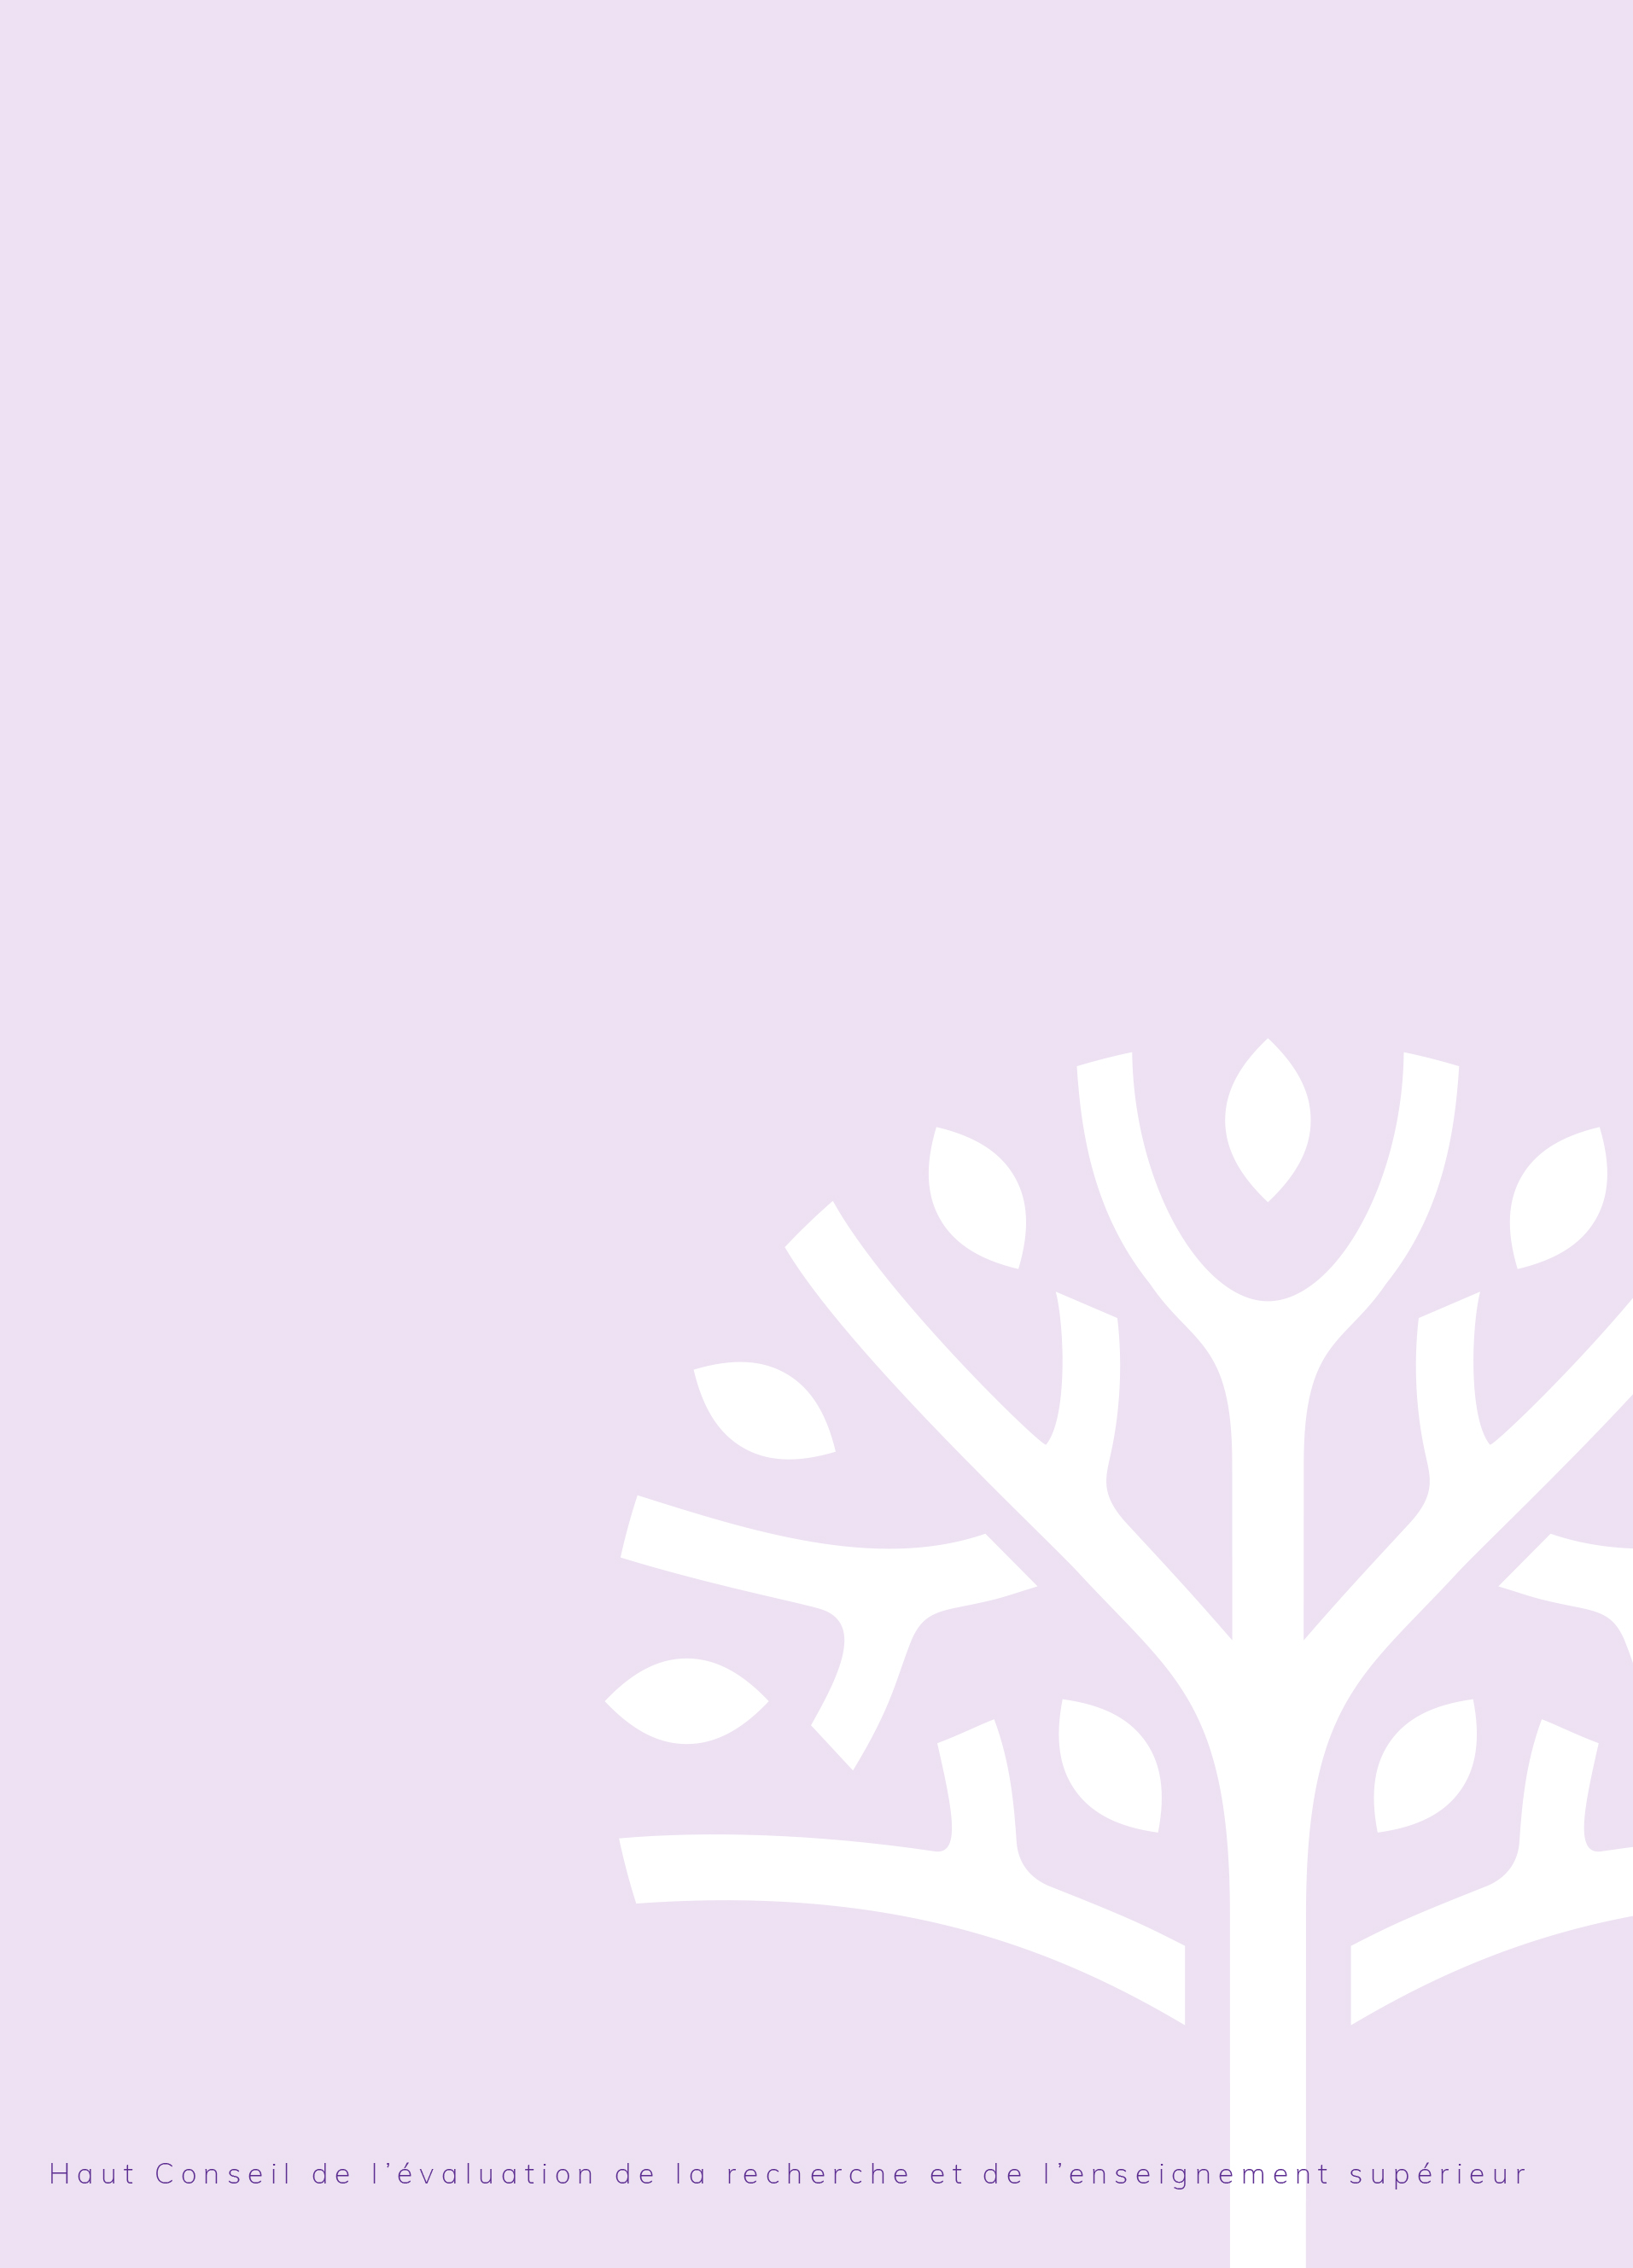 Haut Conseil de l’évaluation de la recherche et de l’enseignement supérieur